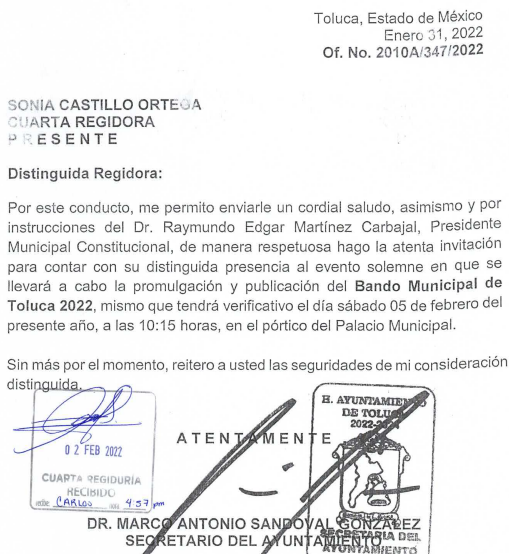 Toluca, Estado de México
Enero 31, 2022
Of. No. 2010A/347/2022
SONIA CASTILLO ORTEGA
CUARTA REGIDORA
P R E S E N T E
Distinguida Regidora:
Por este conducto, me permito enviarle un cordial saludo, asimismo y por
instrucciones del Dr. Raymundo Edgar Martínez Carbajal, Presidente
Municipal Constitucional, de manera respetuosa hago la atenta invitación
para contar con su distinguida presencia al evento solemne en que se
llevará a cabo la promulgación y publicación del Bando Municipal de
Toluca 2022, mismo que tendrá verificativo el día sábado 05 de febrero del
presente año, a las 10:15 horas, en el pórtico del Palacio Municipal.
Sin más por el momento, reitero a usted las seguridades de mi consideración
distinguida.
0 2 FEB 2022
CUARTA REGIDURÍA
RECIBIDO
CARLOS 4:57 pm
A T E N T A M E N T E
H. AYUNTAMIENTO
DE TOLUCA
DR. MARCO ANTONIO SANDOVAL GONZÁLEZ
SECRETARIO DEL AYUNTAMIENTO
SECRETARÍA DEL
AYUNTAMIENTO